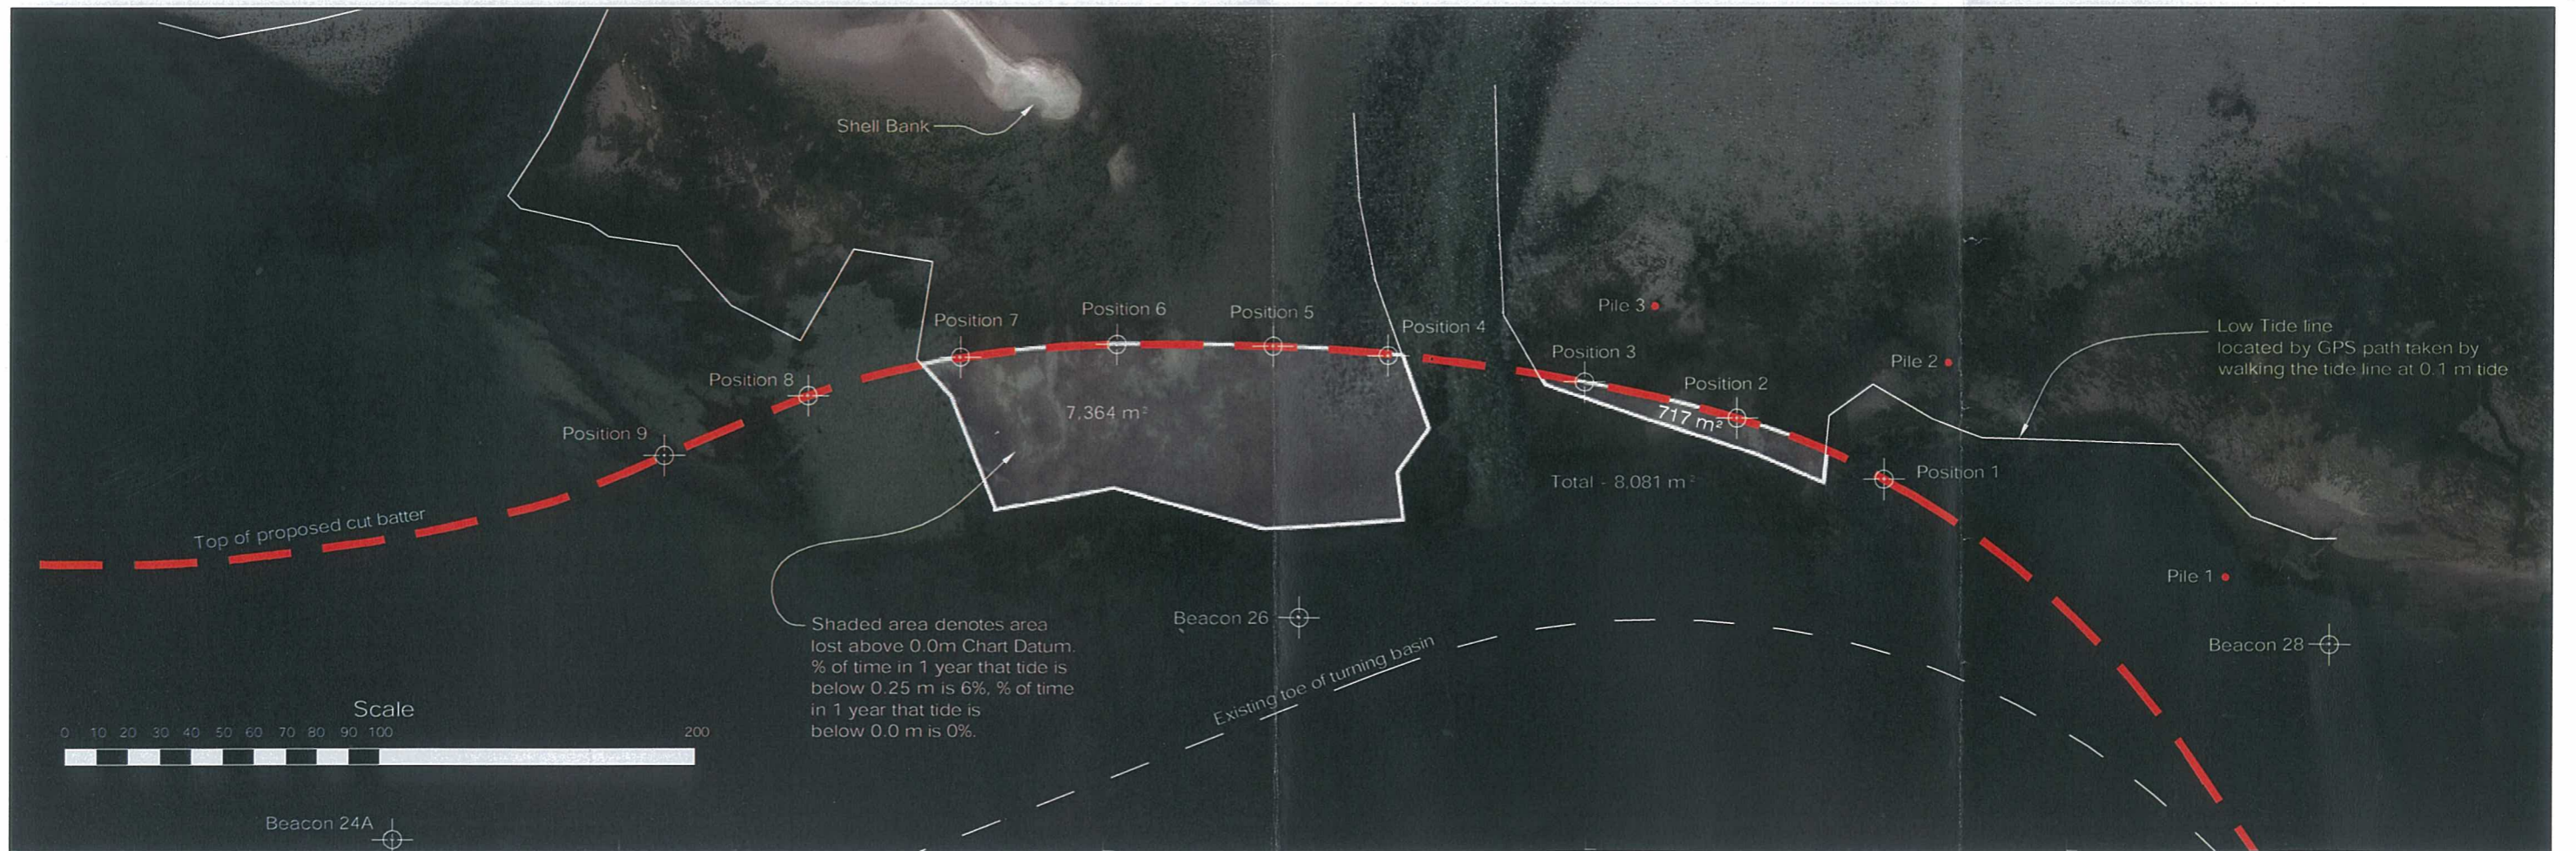 Shell Bank
Position 7
Position 6
Position 5
Position 4
Pile 3
Position 3
Position 2
Pile 2
Low Tide line
located by GPS path taken by
walking the tide line at 0.1 m tide
Position 8
Position 9
7,364 m²
717 m²
Total - 8,081 m²
Position 1
Top of proposed cut batter
Pile 1
Beacon 26
Beacon 28
Shaded area denotes area
lost above 0.0m Chart Datum.
% of time in 1 year that tide is
below 0.25 m is 6%, % of time
in 1 year that tide is
below 0.0 m is 0%.
Existing toe of turning basin
Scale
0 10 20 30 40 50 60 70 80 90 100 200
Beacon 24A